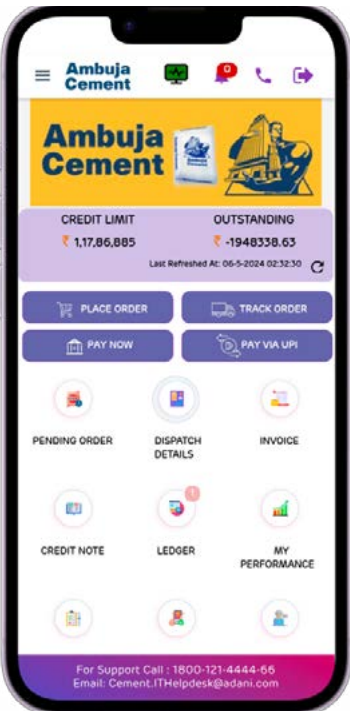 Ambuja
Cement
0
Ambuja
Cement
CREDIT LIMIT
OUTSTANDING
₹ 1,17,86,885
₹ -1948338.63
Last Refreshed At: 06-5-2024 02:32:30
PLACE ORDER
TRACK ORDER
PAY NOW
PAY VIA UPI
PENDING ORDER
DISPATCH
DETAILS
INVOICE
1
CREDIT NOTE
LEDGER
MY
PERFORMANCE
For Support Call : 1800-121-4444-66
Email: Cement.ITHelpdesk@adani.com